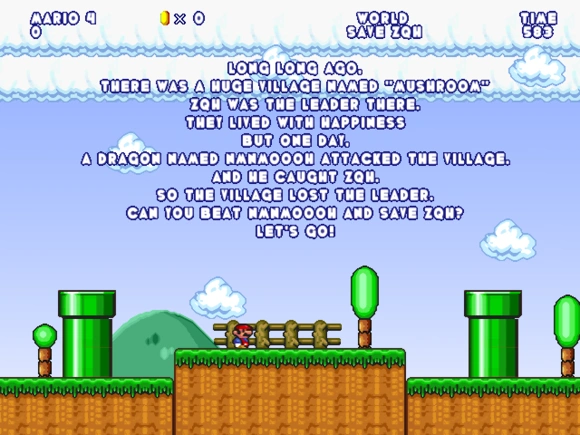 MARIO 4
0
× 0
WORLD
SAVE ZQH
TIME
583
LONG LONG AGO.
THERE WAS A HUGE VILLAGE NAMED "MUSHROOM"
ZQH WAS THE LEADER THERE.
THEY LIVED WITH HAPPINESS
BUT ONE DAY.
A DRAGON NAMED NMNMOOOH ATTACKED THE VILLAGE.
AND HE CAUGHT ZQH.
SO THE VILLAGE LOST THE LEADER.
CAN YOU BEAT NMNMOOOH AND SAVE ZQH?
LET'S GO!